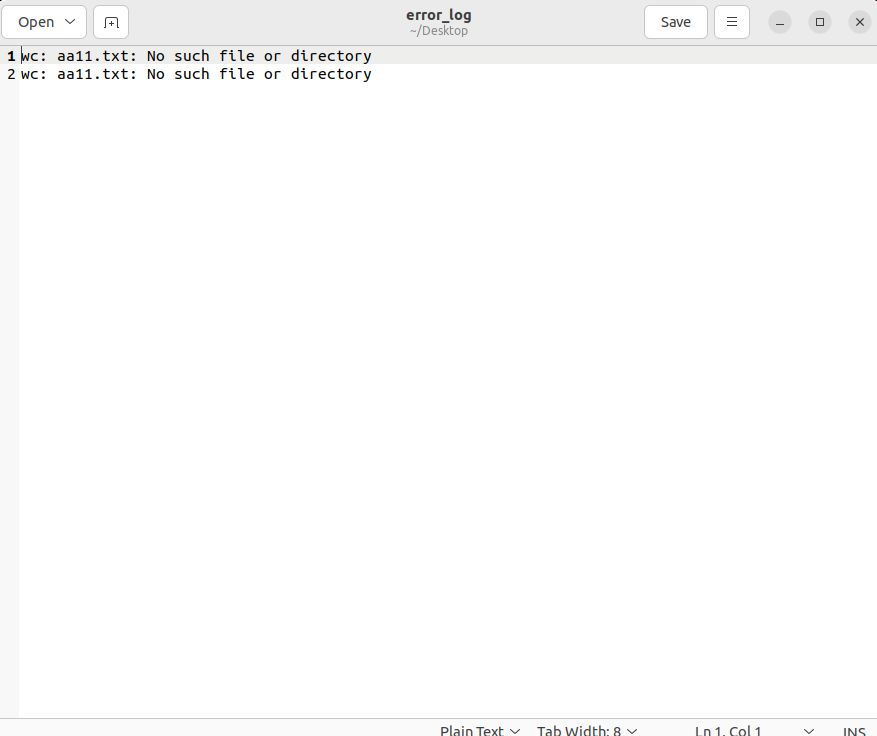 Open
error_log
~/Desktop
Save
1 wc: aa11.txt: No such file or directory
2 wc: aa11.txt: No such file or directory
Plain Text Tab Width: 8 Ln 1, Col 1 INS